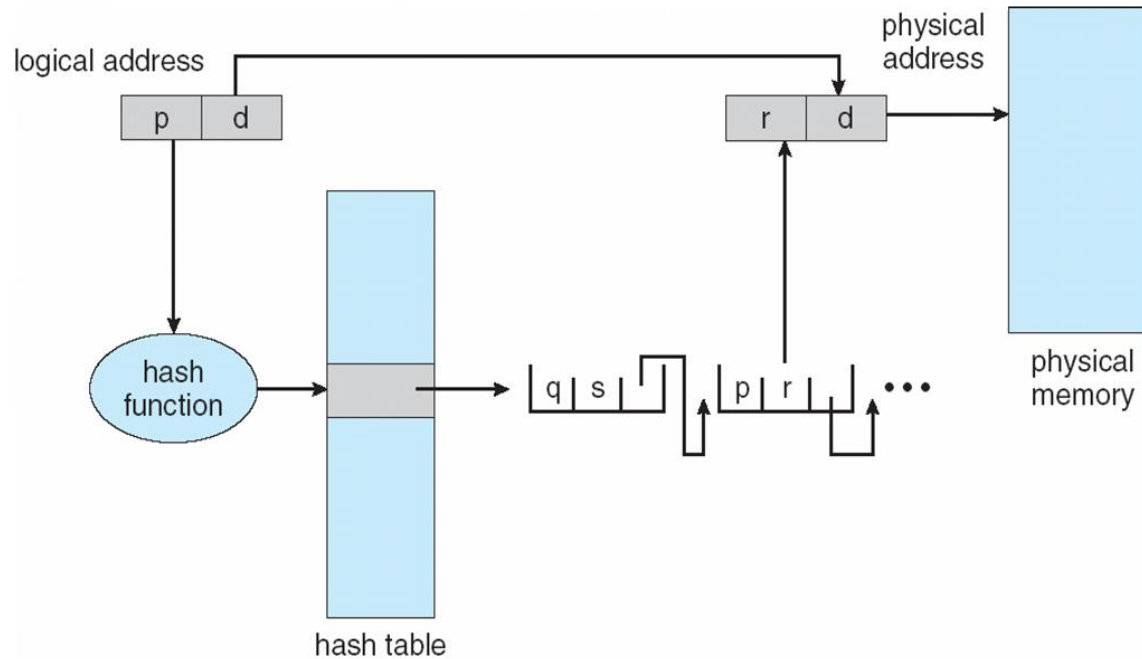 logical address
physical
address
p d
r d
hash
function
q s
p r
•••
physical
memory
hash table